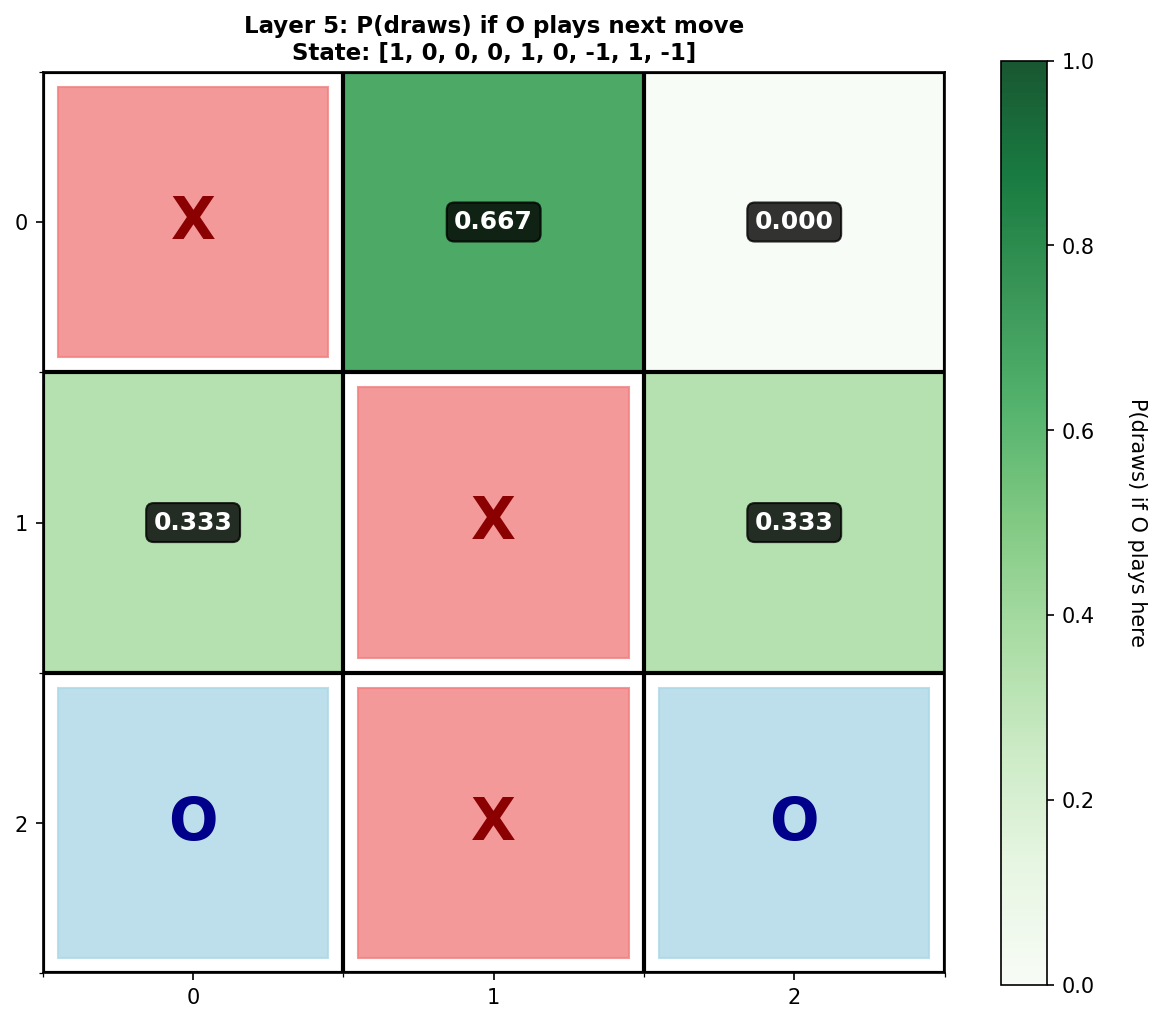 Layer 5: P(draws) if O plays next move
State: [1, 0, 0, 0, 1, 0, -1, 1, -1]
0
X
0.667
0.000
1
0.333
X
0.333
2
O
X
O
0
1
2
1.0
0.8
0.6
0.4
0.2
0.0
P(draws) if O plays here